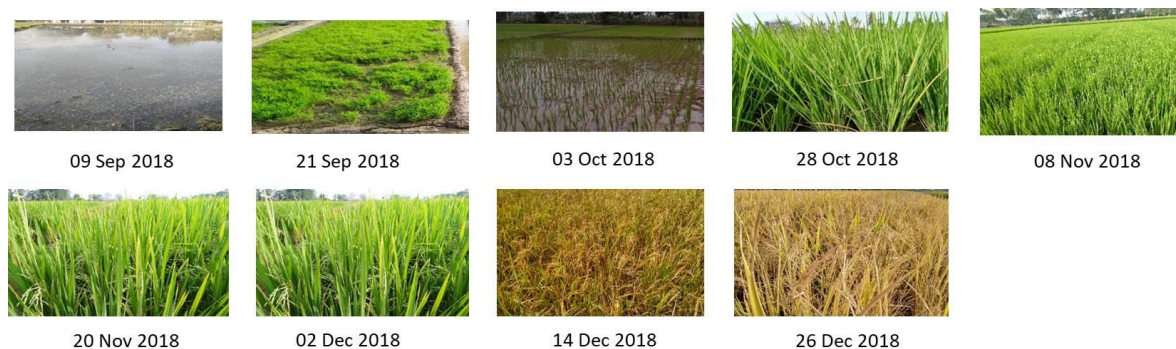 09 Sep 2018
21 Sep 2018
03 Oct 2018
28 Oct 2018
08 Nov 2018
20 Nov 2018
02 Dec 2018
14 Dec 2018
26 Dec 2018